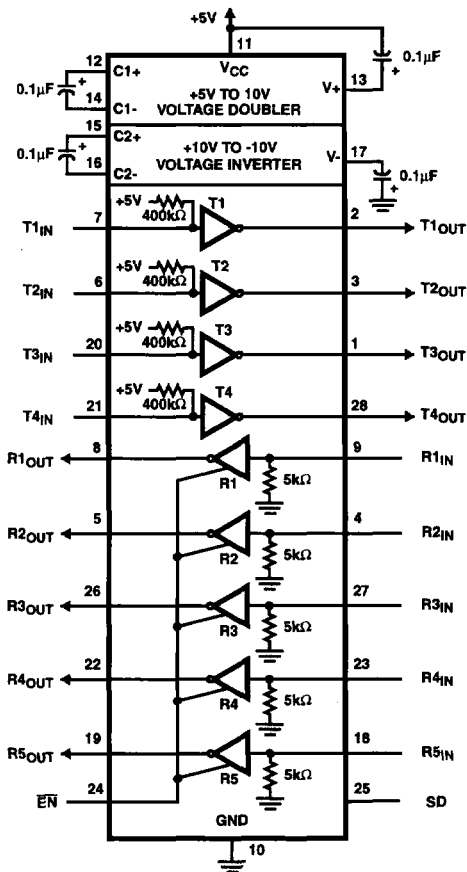 +5V
11
12
C1+
VCC
0.1µF
+
+5V TO 10V
VOLTAGE DOUBLER
14
C1-
V+
13
0.1µF
+
15
C2+
0.1µF
+
16
C2-
+10V TO -10V
VOLTAGE INVERTER
V-
17
0.1µF
+
+5V
400kΩ
T1
T1IN
7
2
T1OUT
+5V
400kΩ
T2
T2IN
6
3
T2OUT
+5V
400kΩ
T3
T3IN
20
1
T3OUT
+5V
400kΩ
T4
T4IN
21
28
T4OUT
R1OUT
8
9
R1IN
R1
5kΩ
R2OUT
5
4
R2IN
R2
5kΩ
R3OUT
26
27
R3IN
R3
5kΩ
R4OUT
22
23
R4IN
R4
5kΩ
R5OUT
19
18
R5IN
R5
5kΩ
EN
24
25
SD
GND
10